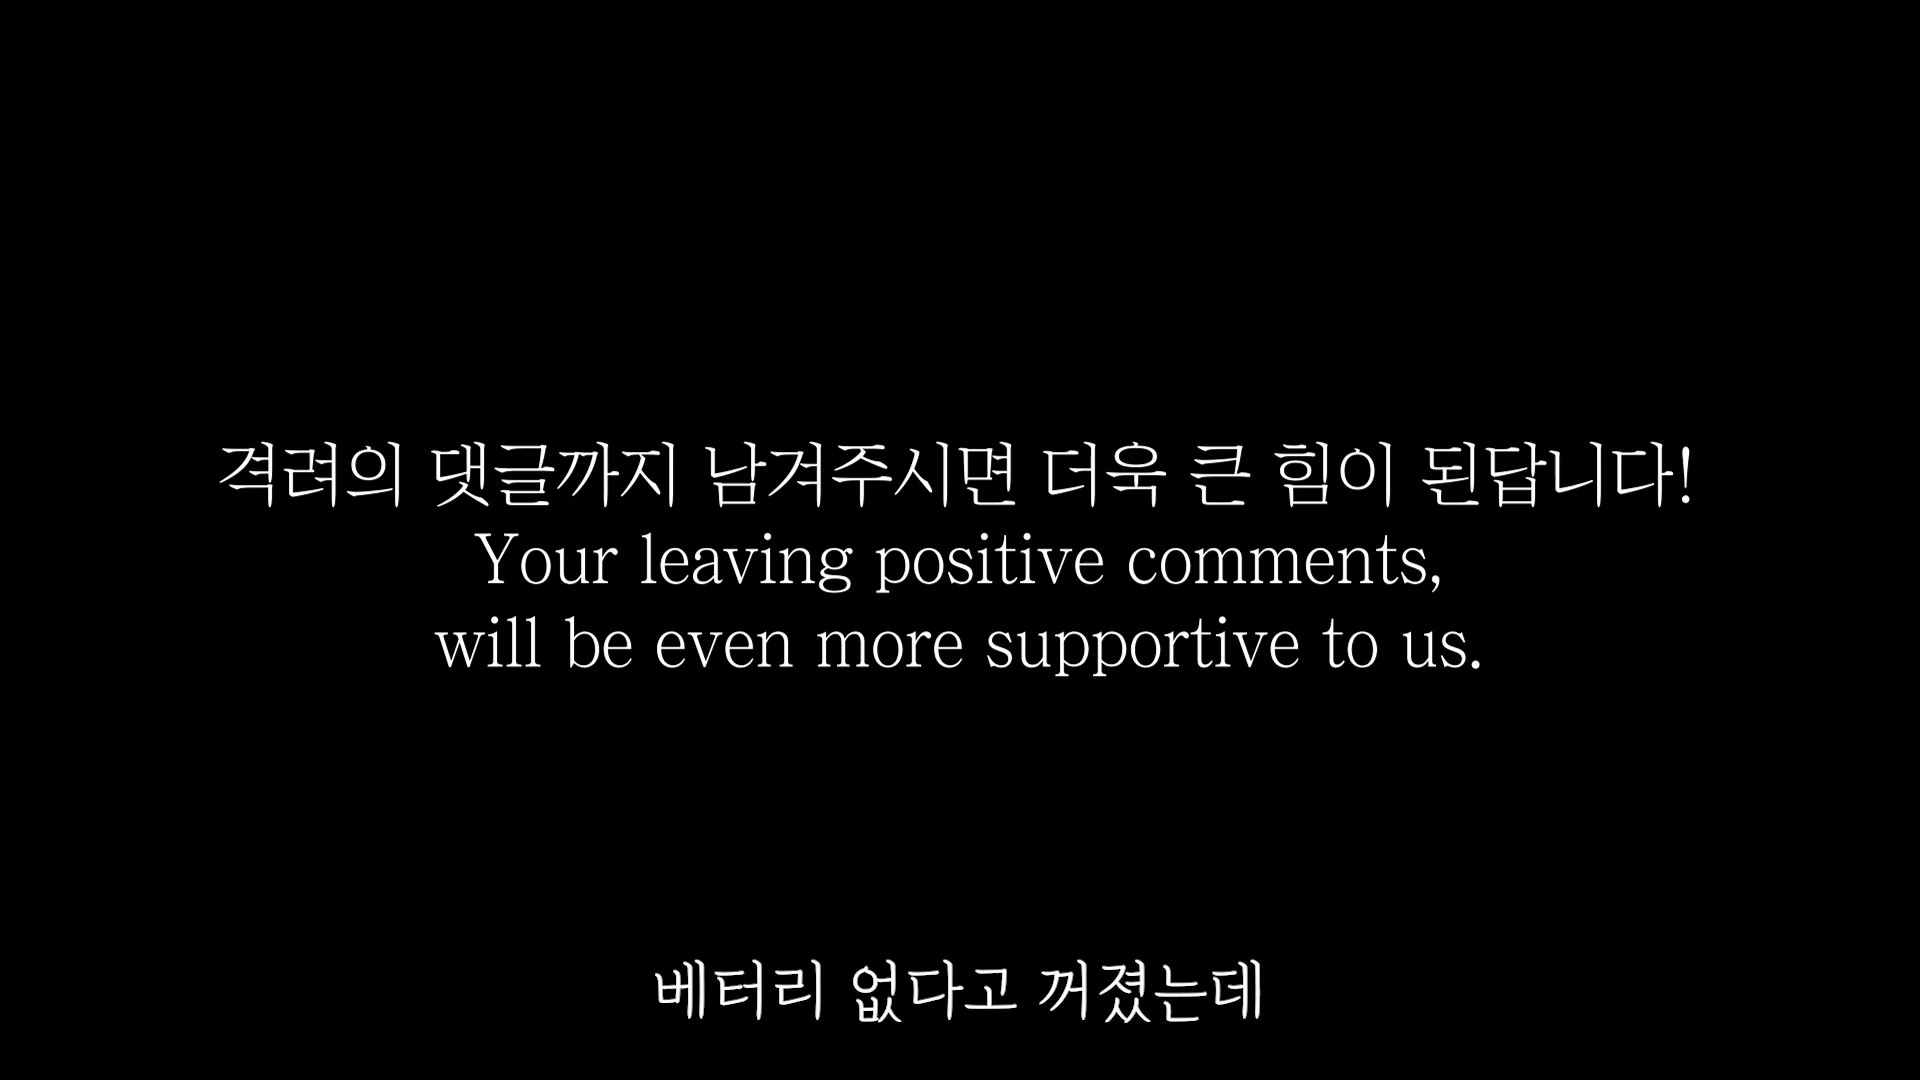 격려의 댓글까지 남겨주시면 더욱 큰 힘이 된답니다!
Your leaving positive comments,
will be even more supportive to us.
베터리 없다고 꺼졌는데